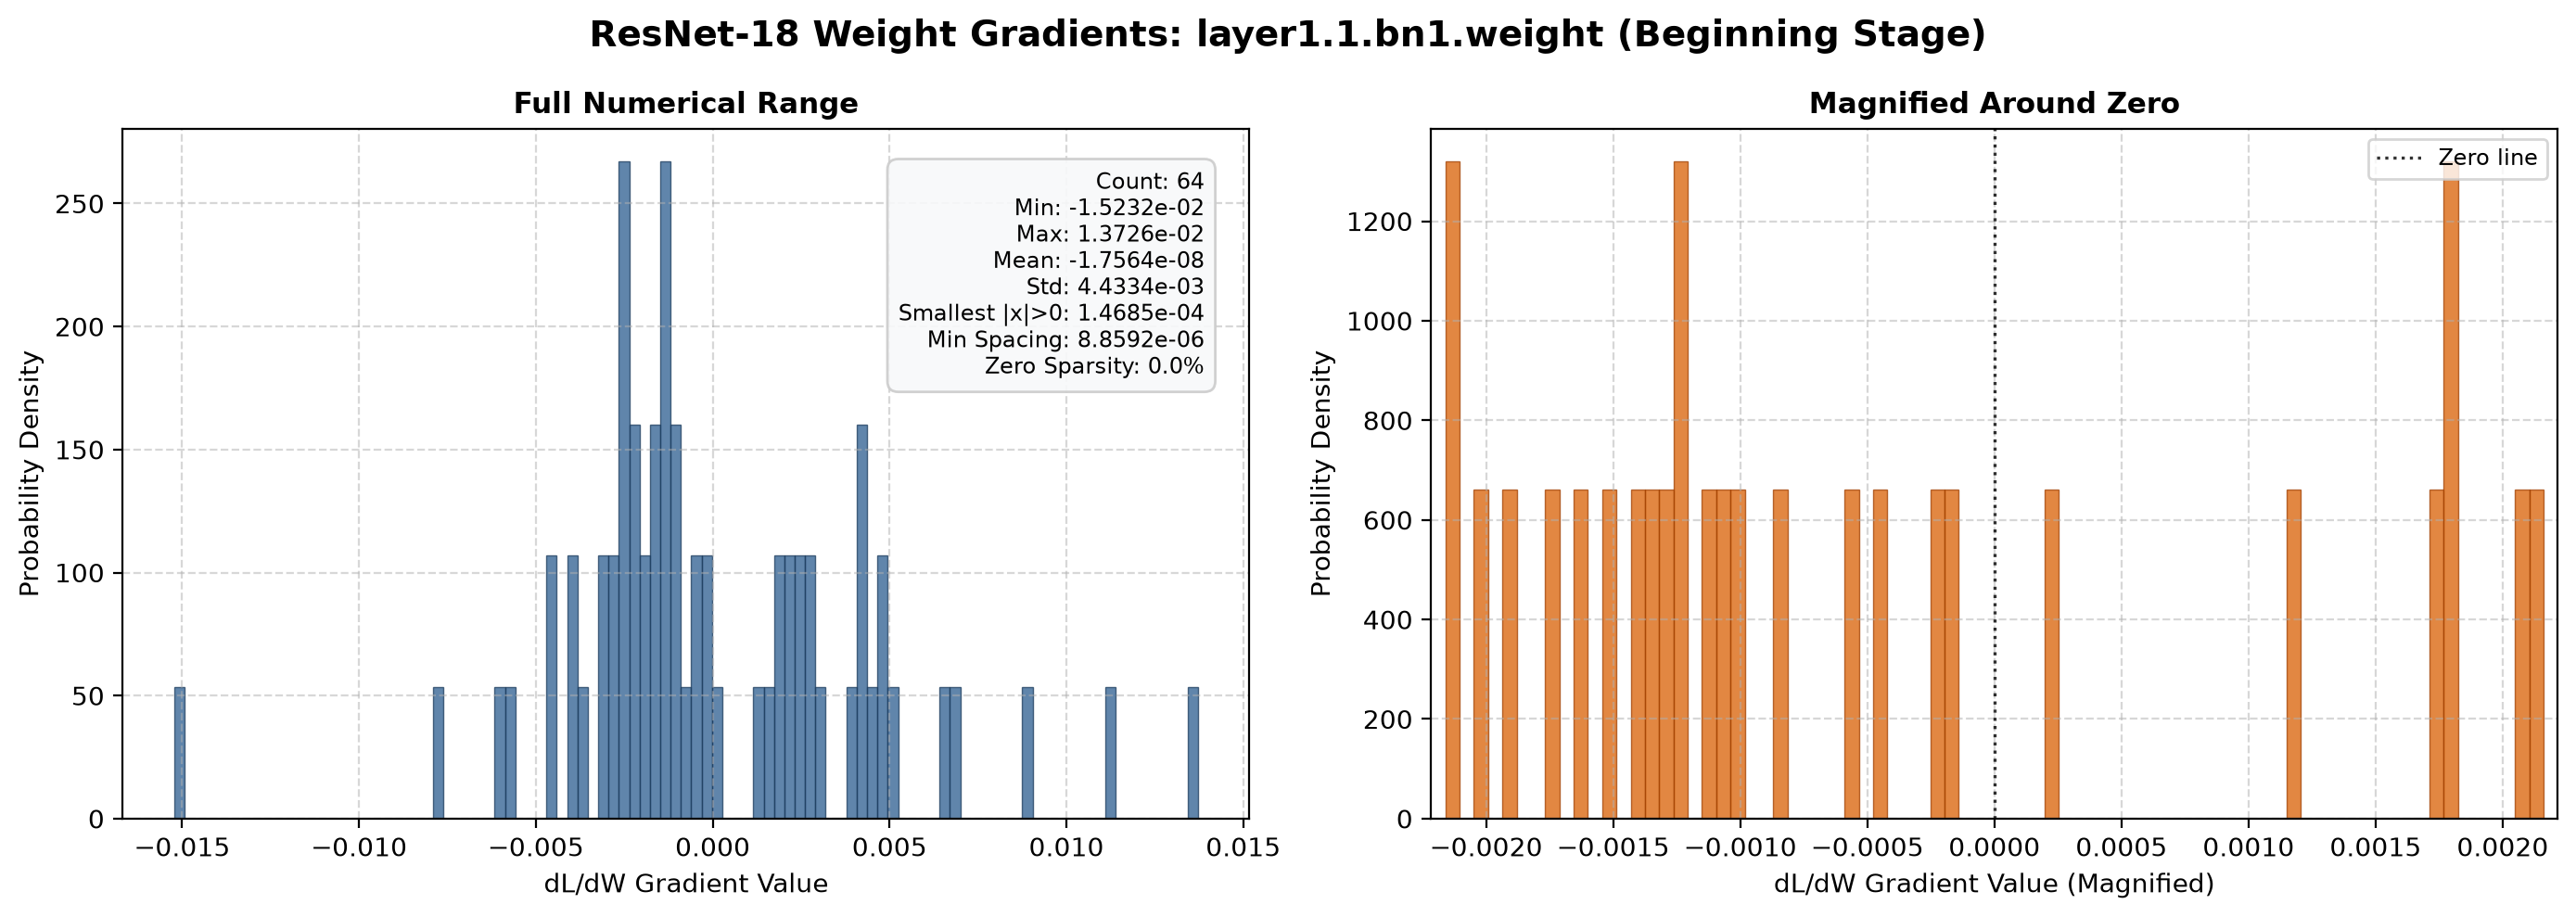 ResNet-18 Weight Gradients: layer1.1.bn1.weight (Beginning Stage)
Full Numerical Range
Probability Density
250
200
150
100
50
0
Count: 64
Min: -1.5232e-02
Max: 1.3726e-02
Mean: -1.7564e-08
Std: 4.4334e-03
Smallest |x|>0: 1.4685e-04
Min Spacing: 8.8592e-06
Zero Sparsity: 0.0%
−0.015 −0.010 −0.005 0.000 0.005 0.010 0.015
dL/dW Gradient Value
Magnified Around Zero
Probability Density
1200
1000
800
600
400
200
0
Zero line
−0.0020 −0.0015 −0.0010 −0.0005 0.0000 0.0005 0.0010 0.0015 0.0020
dL/dW Gradient Value (Magnified)